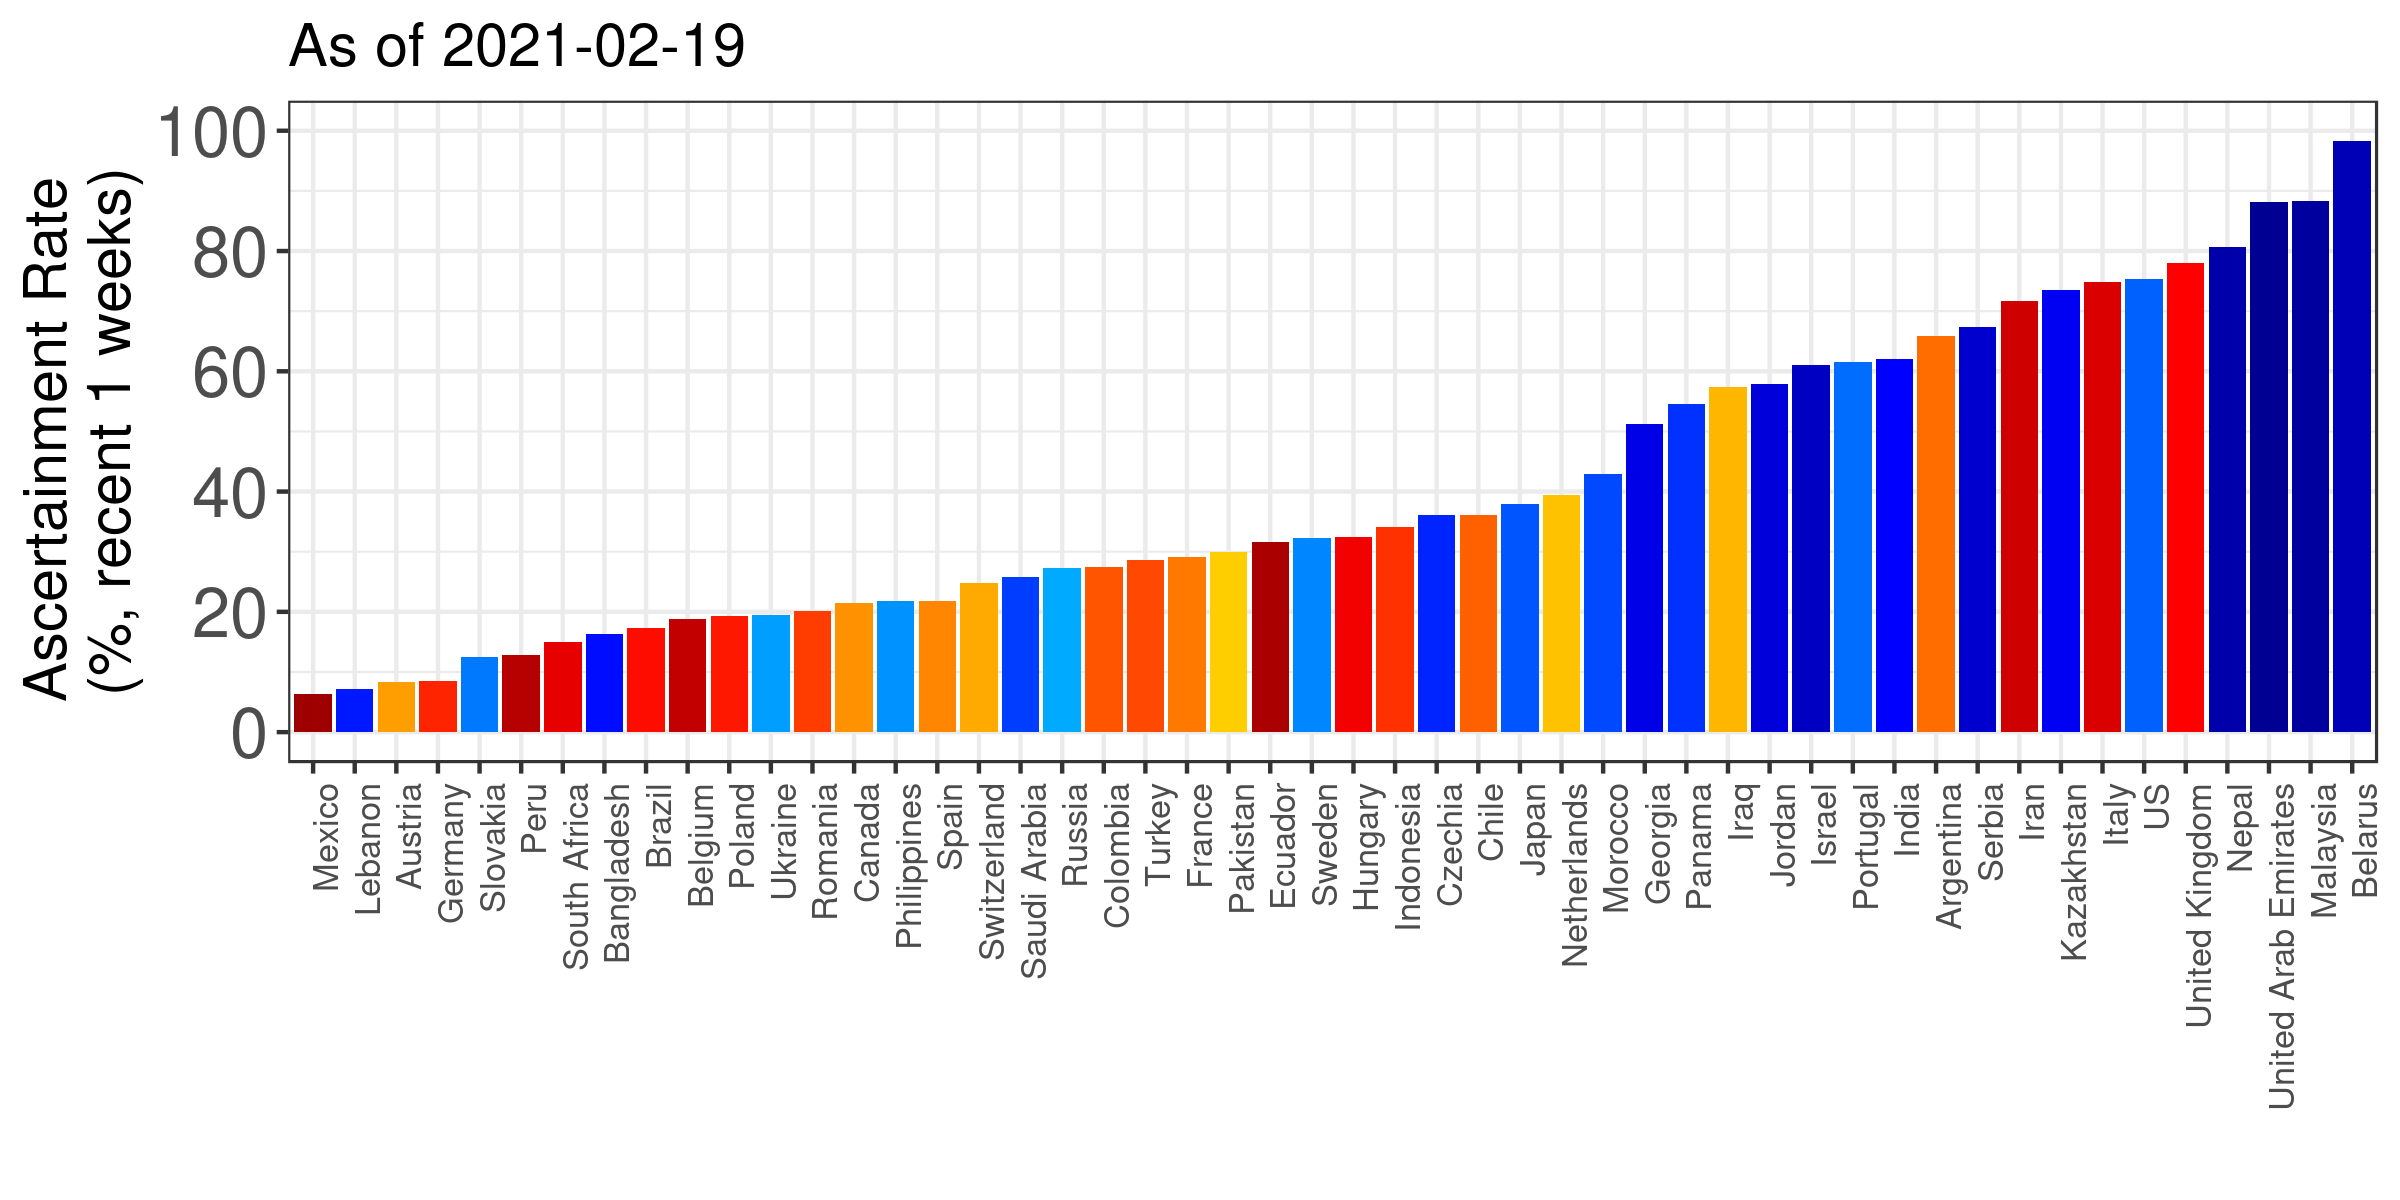 As of 2021-02-19
Ascertainment Rate
(%, recent 1 weeks)
100
80
60
40
20
0
Mexico
Lebanon
Austria
Germany
Slovakia
Peru
South Africa
Bangladesh
Brazil
Belgium
Poland
Ukraine
Romania
Canada
Philippines
Spain
Switzerland
Saudi Arabia
Russia
Colombia
Turkey
France
Pakistan
Ecuador
Sweden
Hungary
Indonesia
Czechia
Chile
Japan
Netherlands
Morocco
Georgia
Panama
Iraq
Jordan
Israel
Portugal
India
Argentina
Serbia
Iran
Kazakhstan
Italy
US
United Kingdom
Nepal
United Arab Emirates
Malaysia
Belarus